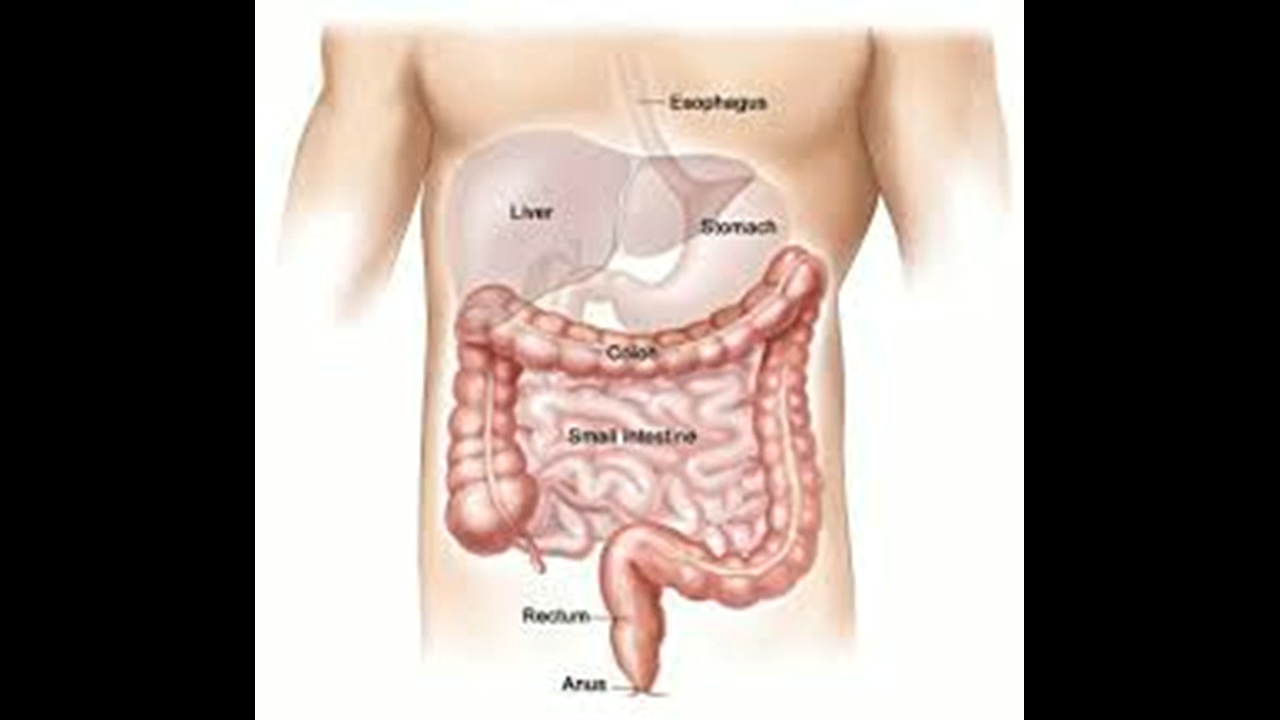 Esophagus
Liver
Stomach
Colon
Small Intestine
Rectum
Anus